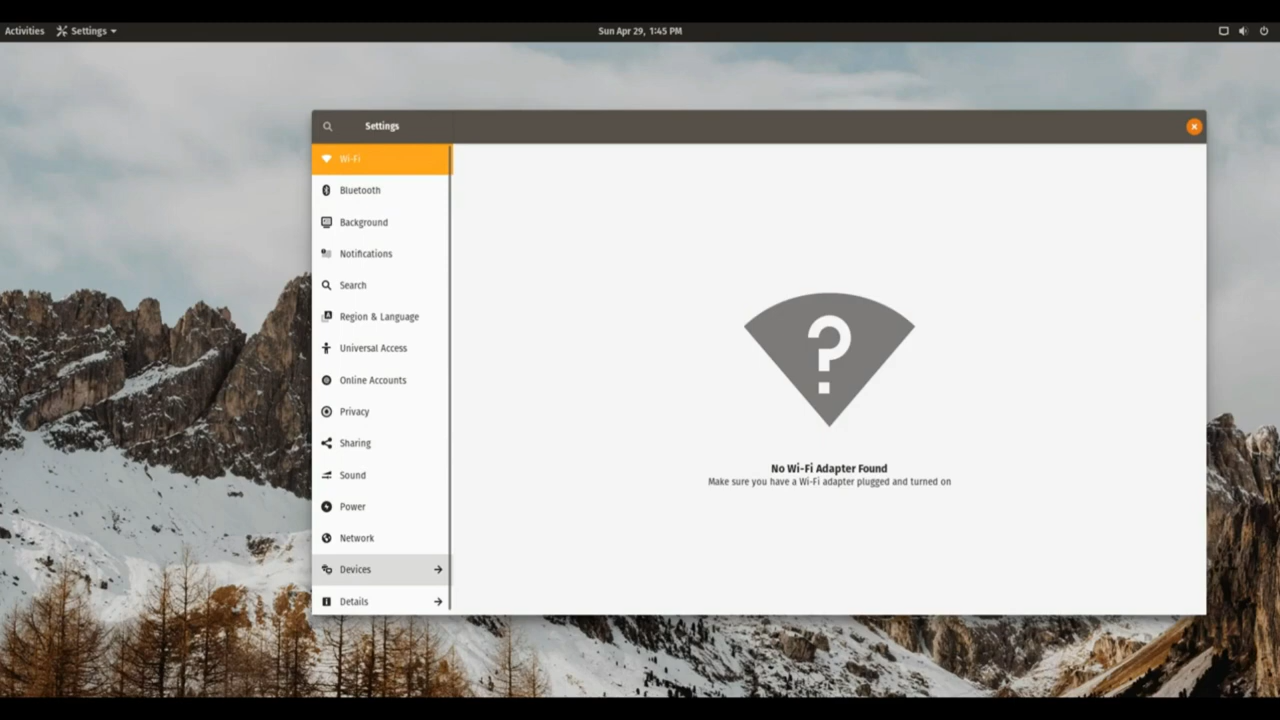 Activities Settings Sun Apr 29, 1:45 PM
Settings
Wi-Fi
Bluetooth
Background
Notifications
Search
Region & Language
Universal Access
Online Accounts
Privacy
Sharing
Sound
Power
Network
Devices
Details
?
No Wi-Fi Adapter Found
Make sure you have a Wi-Fi adapter plugged and turned on